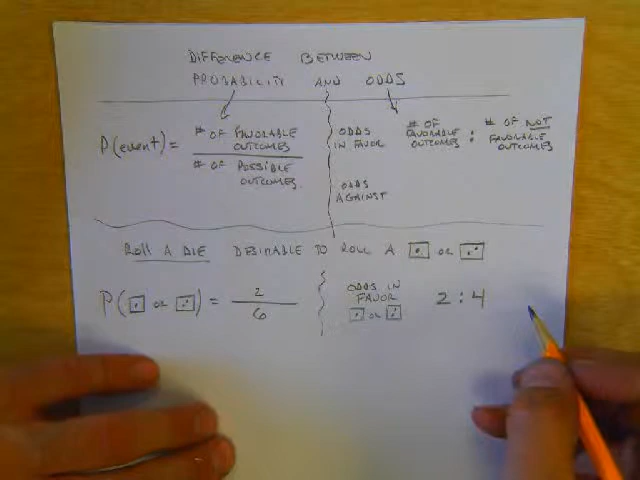 DIFFERENCE BETWEEN
PROBABILITY AND ODDS
P(event) = # OF FAVORABLE OUTCOMES
# OF POSSIBLE OUTCOMES
ODDS IN FAVOR
# OF FAVORABLE OUTCOMES : # OF NOT FAVORABLE OUTCOMES
ODDS AGAINST
ROLL A DIE DESIRABLE TO ROLL A OR
P( OR ) = 2
6
ODDS IN
FAVOR
OR
2 : 4